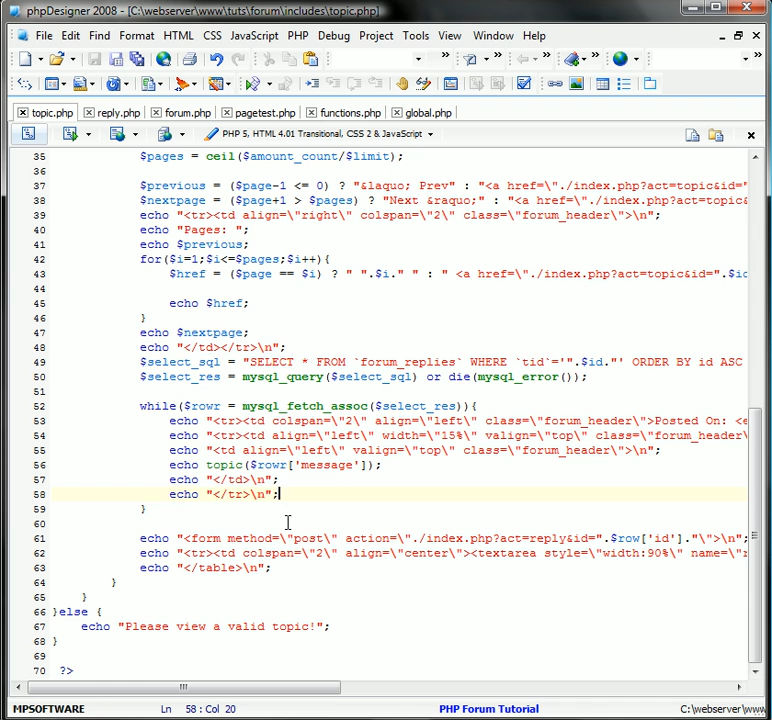 phpDesigner 2008 - [C:\webserver\www\tuts\forum\includes\topic.php]
File Edit Find Format HTML CSS JavaScript PHP Debug Project Tools View Window Help
topic.php reply.php forum.php pagetest.php functions.php global.php
PHP 5, HTML 4.01 Transitional, CSS 2 & JavaScript
35 $pages = ceil($amount_count/$limit);
36
37 $previous = ($page-1 <= 0) ? "&laquo; Prev" : "<a href=\"./index.php?act=topic&id="
38 $nextpage = ($page+1 > $pages) ? "Next &raquo;" : "<a href=\"./index.php?act=topic&id=
39 echo "<tr><td align=\"right\" colspan=\"2\" class=\"forum_header\">\n";
40 echo "Pages: ";
41 echo $previous;
42 for($i=1;$i<=$pages;$i++){
43 $href = ($page == $i) ? " ".$i." " : " <a href=\"./index.php?act=topic&id=".$id
44
45 echo $href;
46 }
47 echo $nextpage;
48 echo "</td></tr>\n";
49 $select_sql = "SELECT * FROM `forum_replies` WHERE `tid`='".$id."' ORDER BY id ASC
50 $select_res = mysql_query($select_sql) or die(mysql_error());
51
52 while($rowr = mysql_fetch_assoc($select_res)){
53 echo "<tr><td colspan=\"2\" align=\"left\" class=\"forum_header\">Posted On: <e
54 echo "<tr><td align=\"left\" width=\"15%\" valign=\"top\" class=\"forum_header\
55 echo "<td align=\"left\" valign=\"top\" class=\"forum_header\">\n";
56 echo topic($rowr['message']);
57 echo "</td>\n";
58 echo "</tr>\n";
59 }
60
61 echo "<form method=\"post\" action=\"./index.php?act=reply&id=".$row['id']."\">\n";
62 echo "<tr><td colspan=\"2\" align=\"center\"><textarea style=\"width:90%\" name=\"r
63 echo "</table>\n";
64 }
65 }
66 }else {
67 echo "Please view a valid topic!";
68 }
69
70 ?>
MPSOFTWARE Ln 58 : Col 20 PHP Forum Tutorial C:\webserver\www